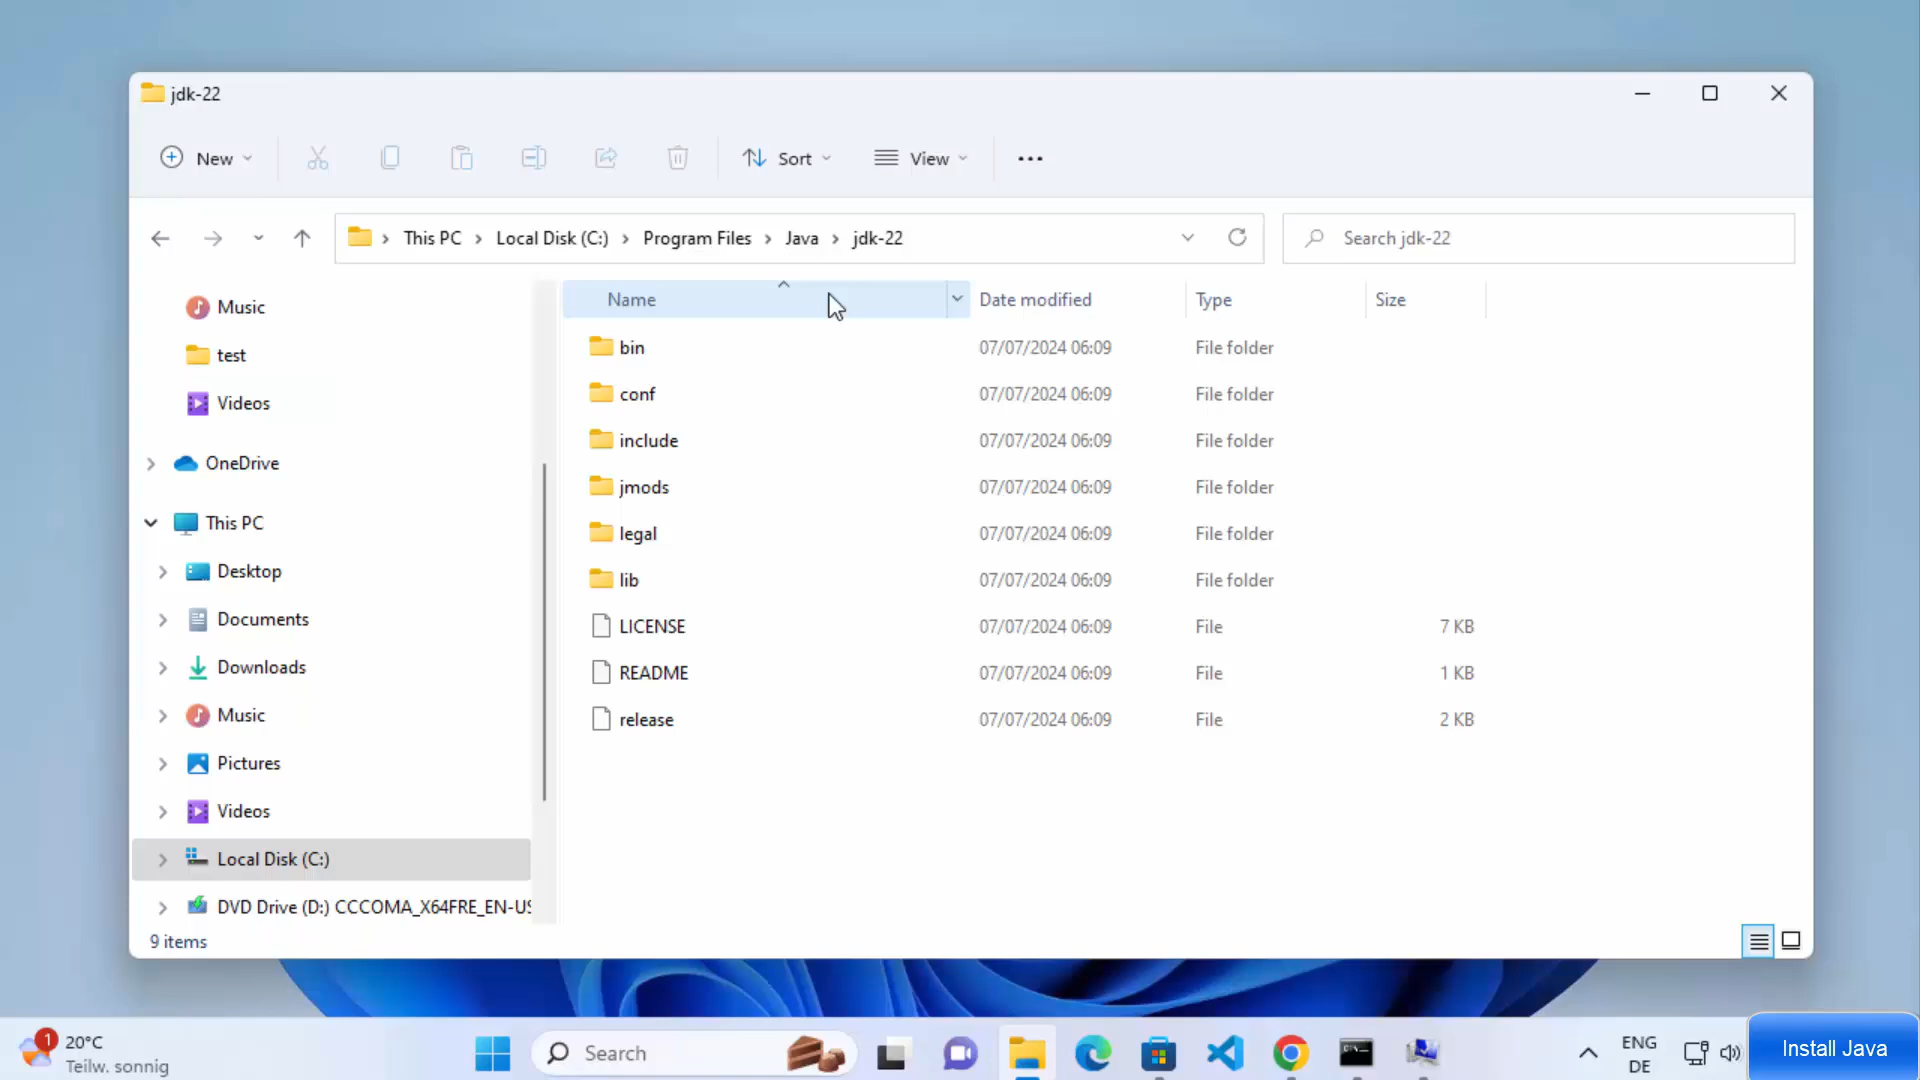 jdk-22
New
Sort
View
This PC
Local Disk (C:)
Program Files
Java
jdk-22
Search jdk-22
Music
test
Videos
OneDrive
This PC
Desktop
Documents
Downloads
Music
Pictures
Videos
Local Disk (C:)
DVD Drive (D:) CCCOMA_X64FRE_EN-US
Name Date modified Type Size
bin 07/07/2024 06:09 File folder
conf 07/07/2024 06:09 File folder
include 07/07/2024 06:09 File folder
jmods 07/07/2024 06:09 File folder
legal 07/07/2024 06:09 File folder
lib 07/07/2024 06:09 File folder
LICENSE 07/07/2024 06:09 File 7 KB
README 07/07/2024 06:09 File 1 KB
release 07/07/2024 06:09 File 2 KB
9 items
1
20°C
Teilw. sonnig
Search
ENG
DE
Install Java